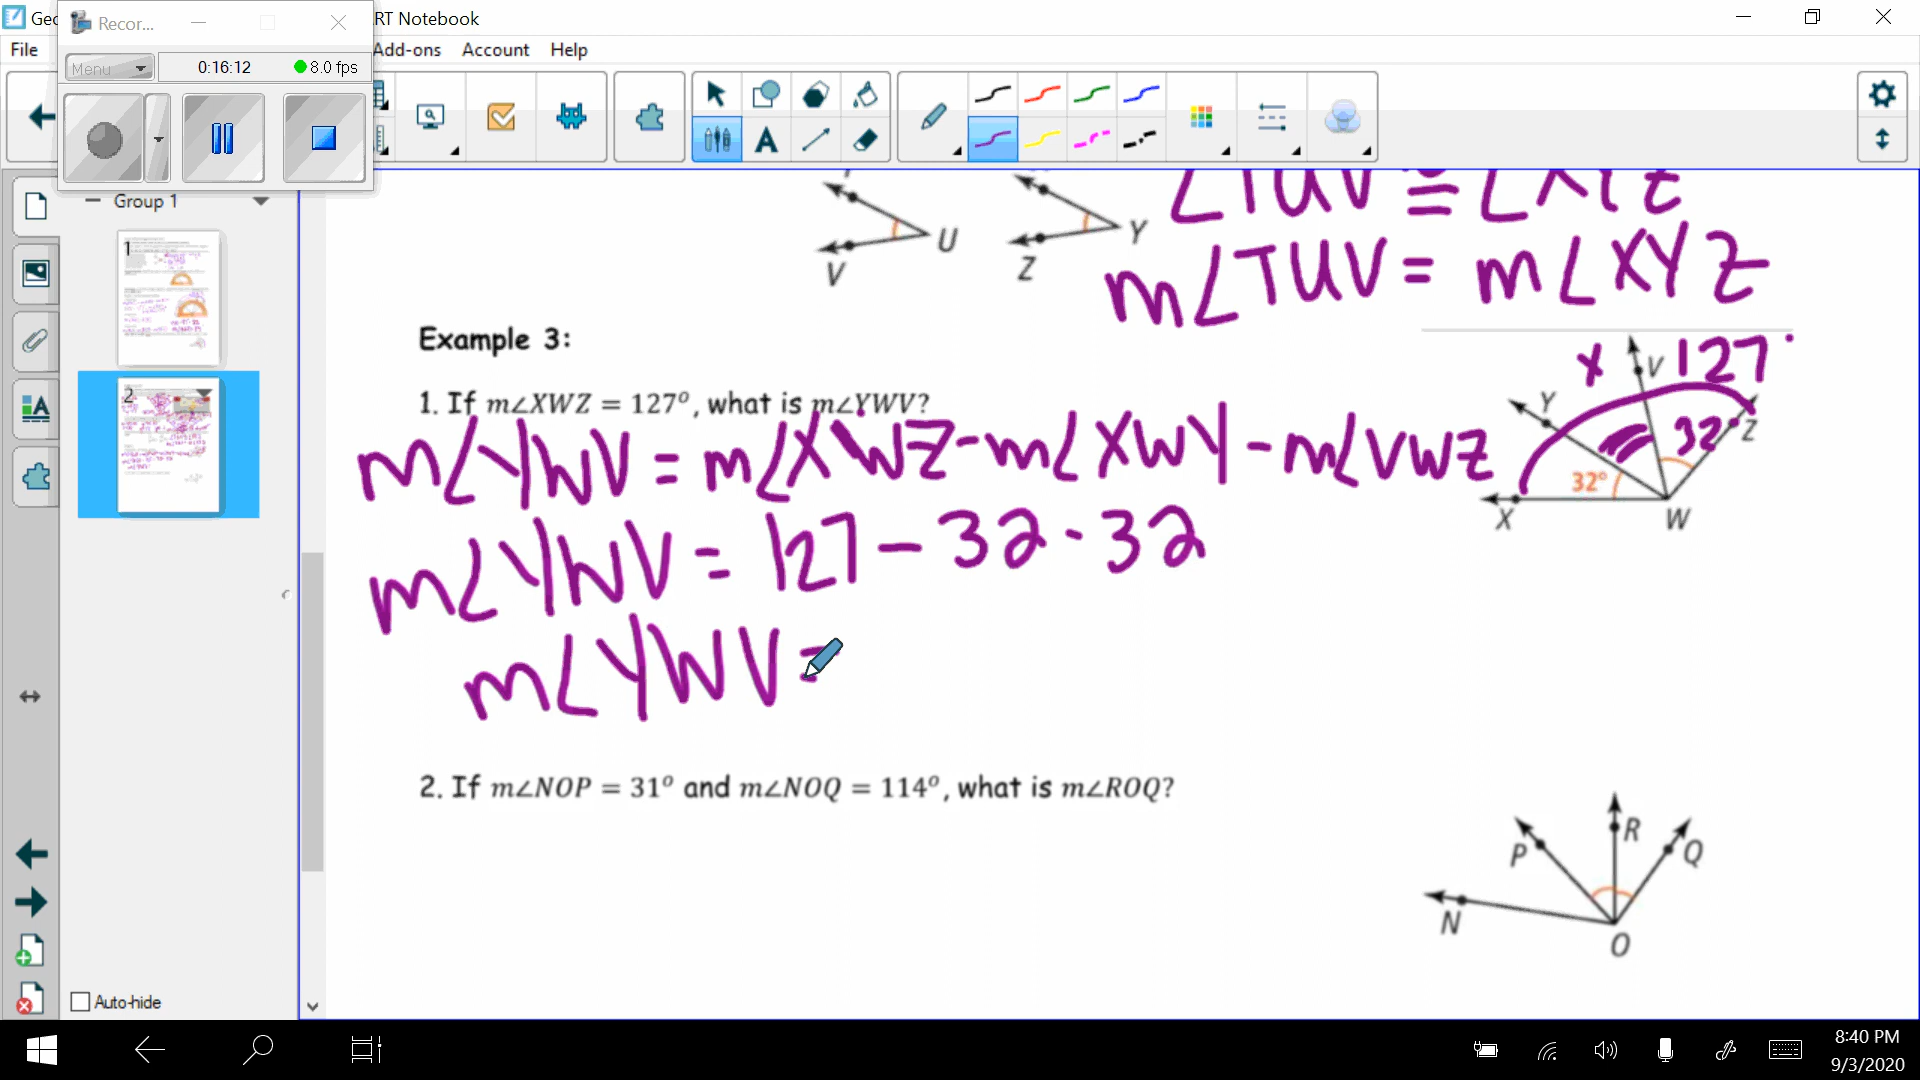 Geo
RT Notebook
Recor...
File
Add-ons
Account
Help
Menu
0:16:12
8.0 fps
Group 1
1
2
∠TUV ≅ ∠XYZ
m∠TUV = m∠XYZ
V
U
Z
Y
Example 3:
1. If m∠XWZ = 127°, what is m∠YWV?
m∠YWV = m∠XWZ - m∠XWY - m∠VWZ
m∠YWV = 127 - 32 - 32
m∠YWV =
X
127°
V
Y
Z
32
32°
X
W
2. If m∠NOP = 31° and m∠NOQ = 114°, what is m∠ROQ?
P
R
Q
N
O
Auto-hide
8:40 PM
9/3/2020